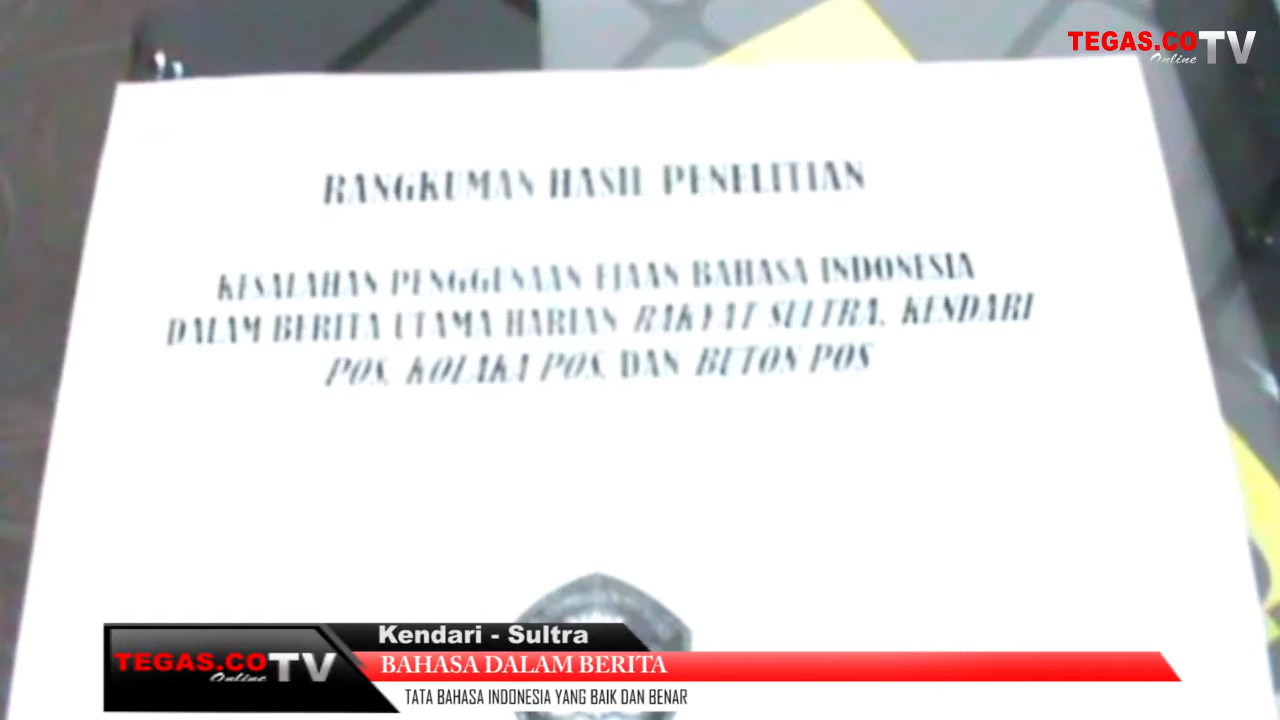 TEGAS.CO TV
Online
RANGKUMAN HASIL PENELITIAN
KESALAHAN PENGGUNAAN EJAAN BAHASA INDONESIA
DALAM BERITA UTAMA HARIAN RAKYAT SULTRA, KENDARI
POS, KOLAKA POS, DAN BUTON POS
Kendari - Sultra
TEGAS.CO TV
Online
BAHASA DALAM BERITA
TATA BAHASA INDONESIA YANG BAIK DAN BENAR